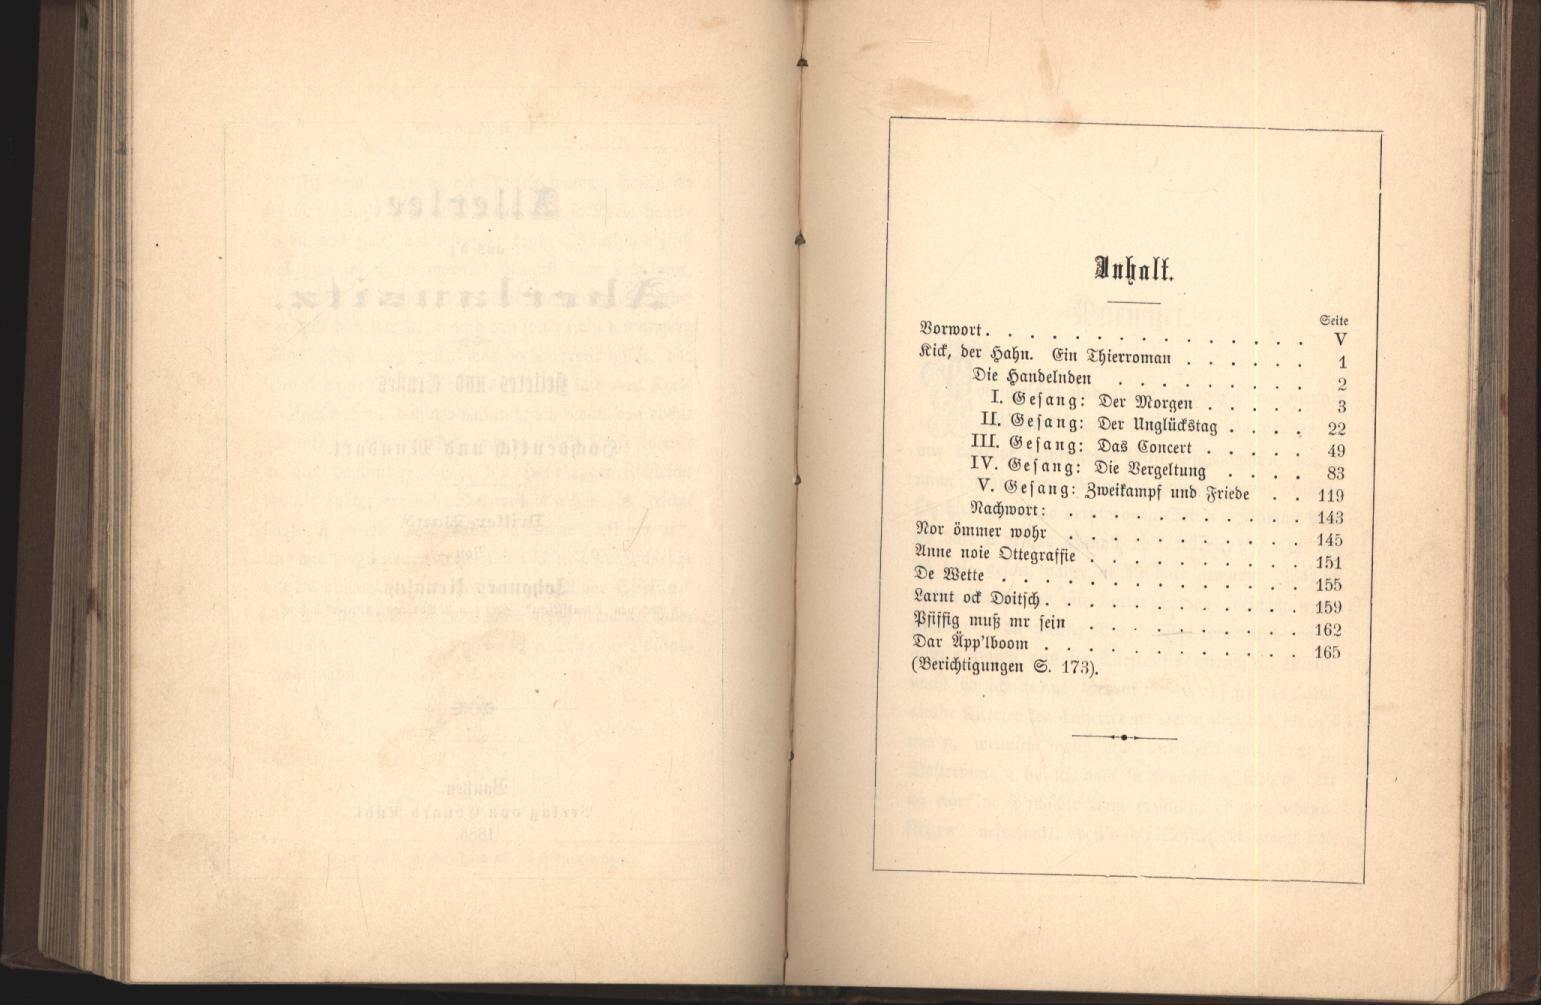 Inhalt.
Seite
Vorwort . . . . . . . . . . . . . . V
Kick, der Hahn. Ein Thierroman . . . . . . 1
Die Handelnden . . . . . . . . . 2
I. Gesang: Der Morgen . . . . . 3
II. Gesang: Der Unglückstag . . . . 22
III. Gesang: Das Concert . . . . . 49
IV. Gesang: Die Vergeltung . . . . 83
V. Gesang: Zweikampf und Friede . . 119
Nachwort: . . . . . . . . . . . 143
Nor ömmer wohr . . . . . . . . . . . 145
Anne noie Ottegraffie . . . . . . . . . . 151
De Wette . . . . . . . . . . . . . . 155
Larnt ock Doitsch . . . . . . . . . . . . 159
Pfiffig muß mr sein . . . . . . . . . . 162
Dar Äpp'lboom . . . . . . . . . . . . 165
(Berichtigungen S. 173).